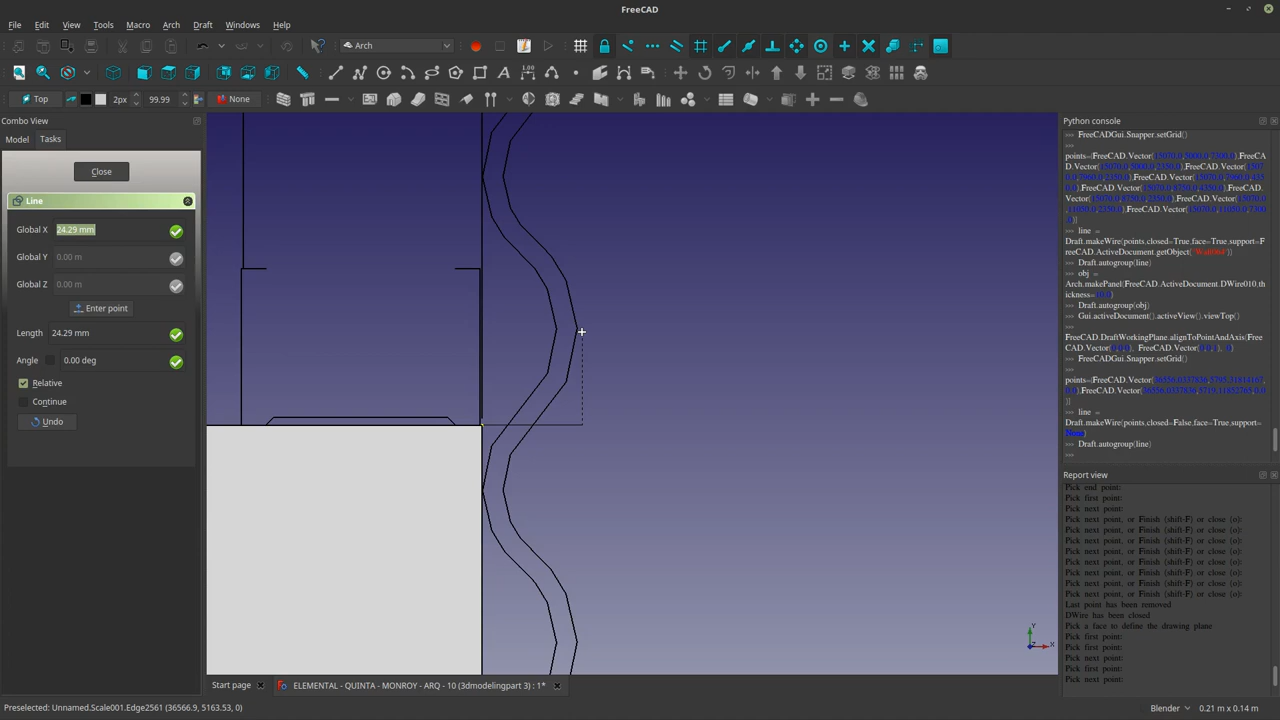 FreeCAD
File Edit View Tools Macro Arch Draft Windows Help
Arch
Top 2px 99.99 None
Combo View
Model Tasks
Close
Line
Global X 24.29 mm
Global Y 0.00 m
Global Z 0.00 m
Enter point
Length 24.29 mm
Angle 0.00 deg
Relative
Continue
Undo
Python console
>>> FreeCADGui.Snapper.setGrid()
>>>
line =
Draft.makeWire(points,closed=True,face=True,support=F
reeCAD.ActiveDocument.getObject(
>>> Draft.autogroup(line)
>>> obj =
Arch.makePanel(FreeCAD.ActiveDocument.DWire010,th
>>> Draft.autogroup(obj)
>>> Gui.activeDocument().activeView().viewTop()
>>>
FreeCAD.DraftWorkingPlane.alignToPointAndAxis(Free
>>> FreeCADGui.Snapper.setGrid()
>>>
>>> line =
Draft.makeWire(points,closed=False,face=True,support=
None)
>>> Draft.autogroup(line)
>>>
Report view
Pick end point:
Pick first point:
Pick next point:
Pick next point, or Finish (shift-F) or close (o):
Pick next point, or Finish (shift-F) or close (o):
Pick next point, or Finish (shift-F) or close (o):
Pick next point, or Finish (shift-F) or close (o):
Pick next point, or Finish (shift-F) or close (o):
Pick next point, or Finish (shift-F) or close (o):
Pick next point, or Finish (shift-F) or close (o):
Pick next point, or Finish (shift-F) or close (o):
Last point has been removed
DWire has been closed
Pick a face to define the drawing plane
Pick first point:
Pick first point:
Pick next point:
Pick first point:
Pick next point:
Y
X
Start page ELEMENTAL - QUINTA - MONROY - ARQ - 10 (3dmodelingpart 3) : 1*
Preselected: Unnamed.Scale001.Edge2561 (36566.9, 5163.53, 0) Blender 0.21 m x 0.14 m